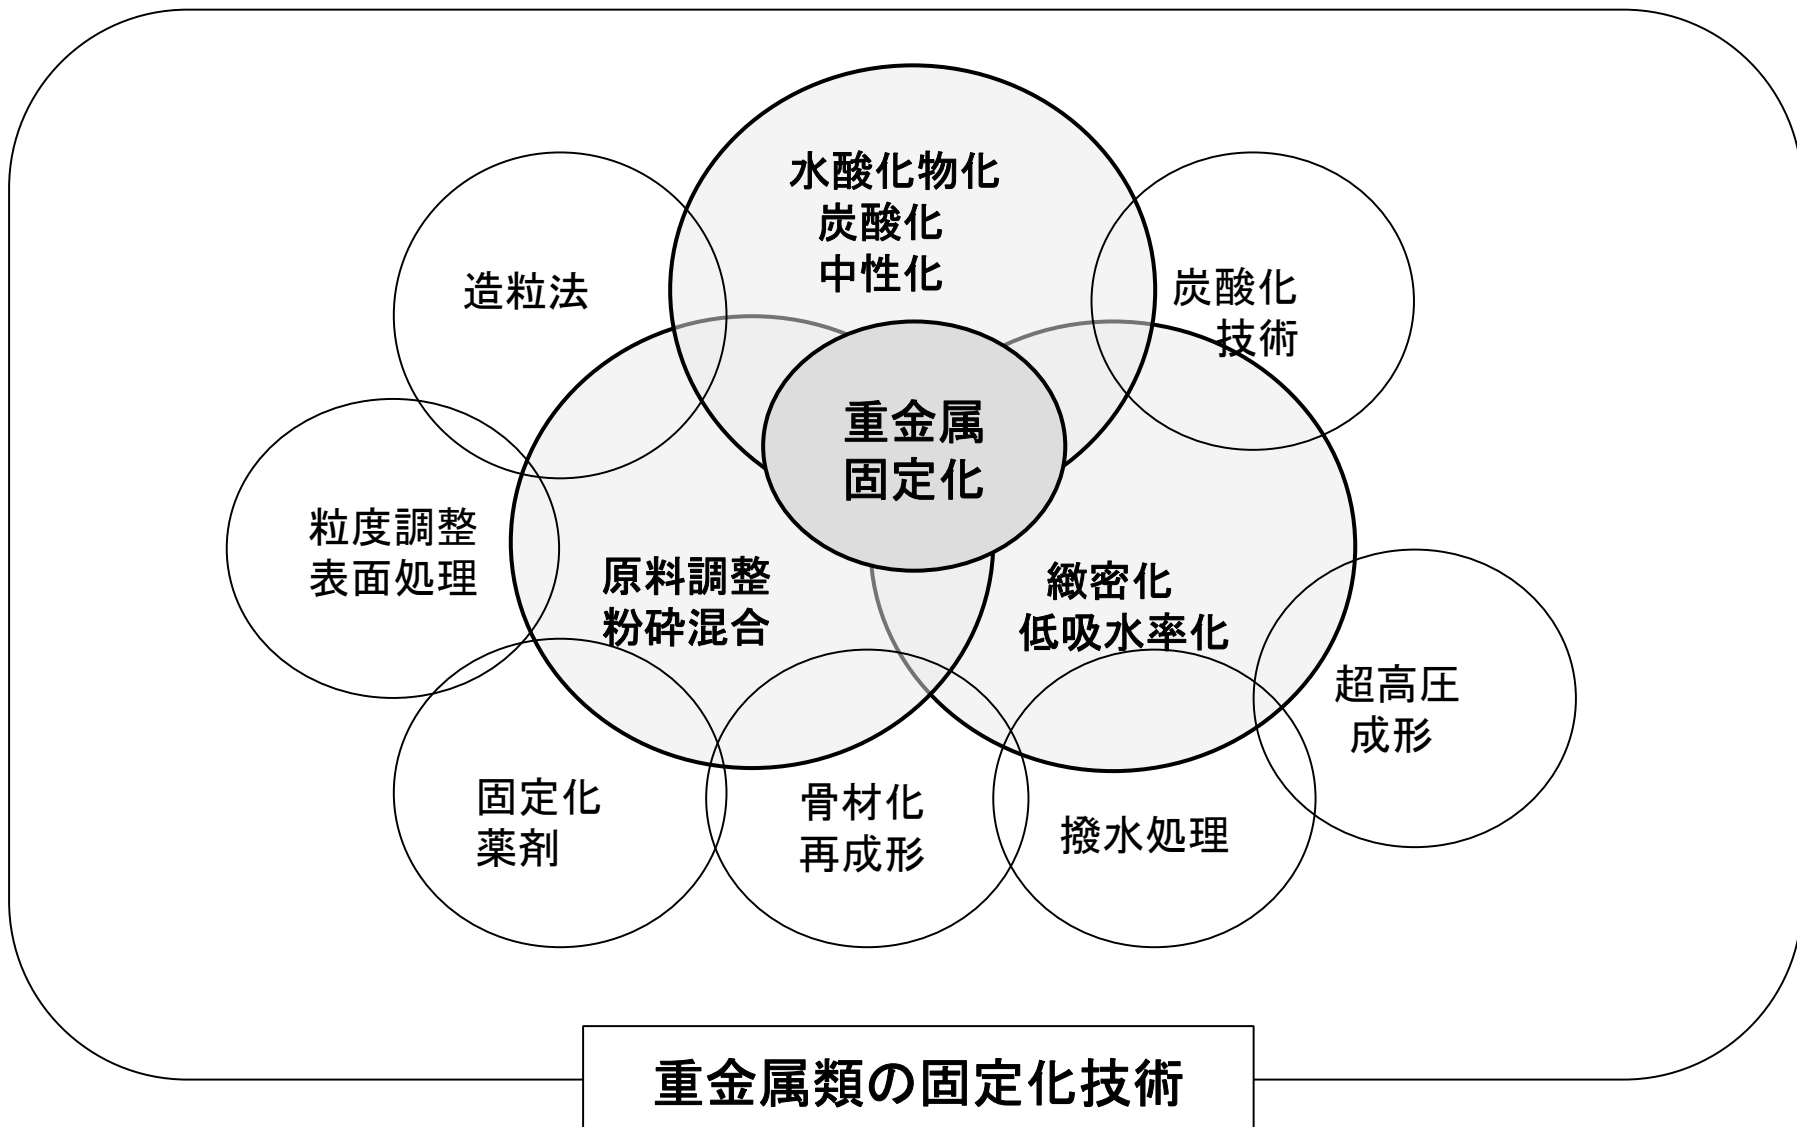 水酸化物化
炭酸化
中性化
造粒法
炭酸化
技術
重金属
固定化
粒度調整
表面処理
原料調整
粉砕混合
緻密化
低吸水率化
超高圧
成形
固定化
薬剤
骨材化
再成形
撥水処理
重金属類の固定化技術